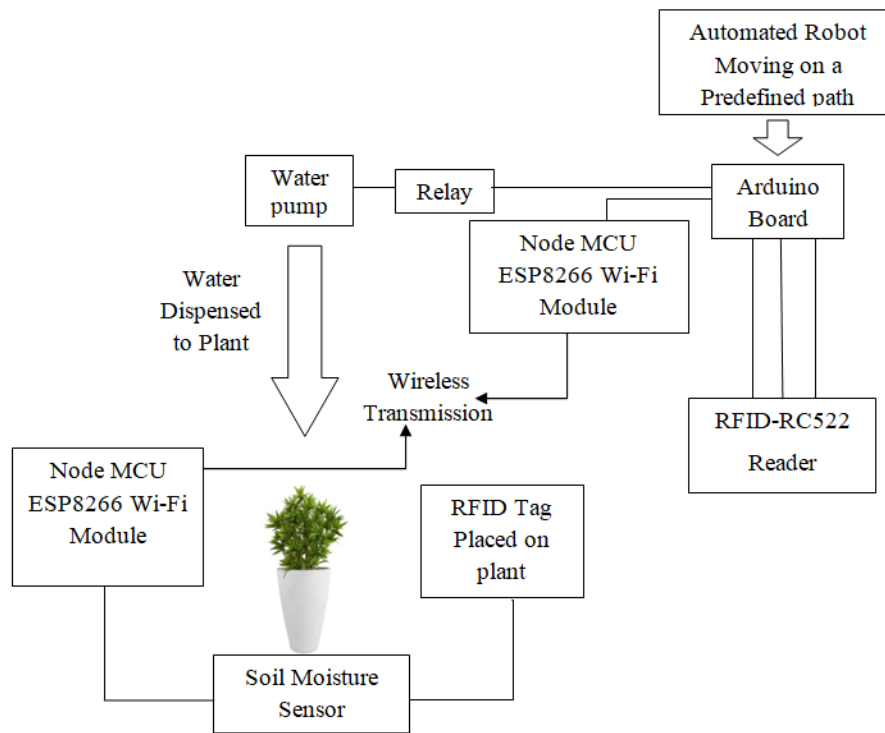 Automated Robot
Moving on a
Predefined path
Water
pump
Relay
Arduino
Board
Node MCU
ESP8266 Wi-Fi
Module
Water
Dispensed
to Plant
Wireless
Transmission
RFID-RC522
Reader
Node MCU
ESP8266 Wi-Fi
Module
RFID Tag
Placed on
plant
Soil Moisture
Sensor